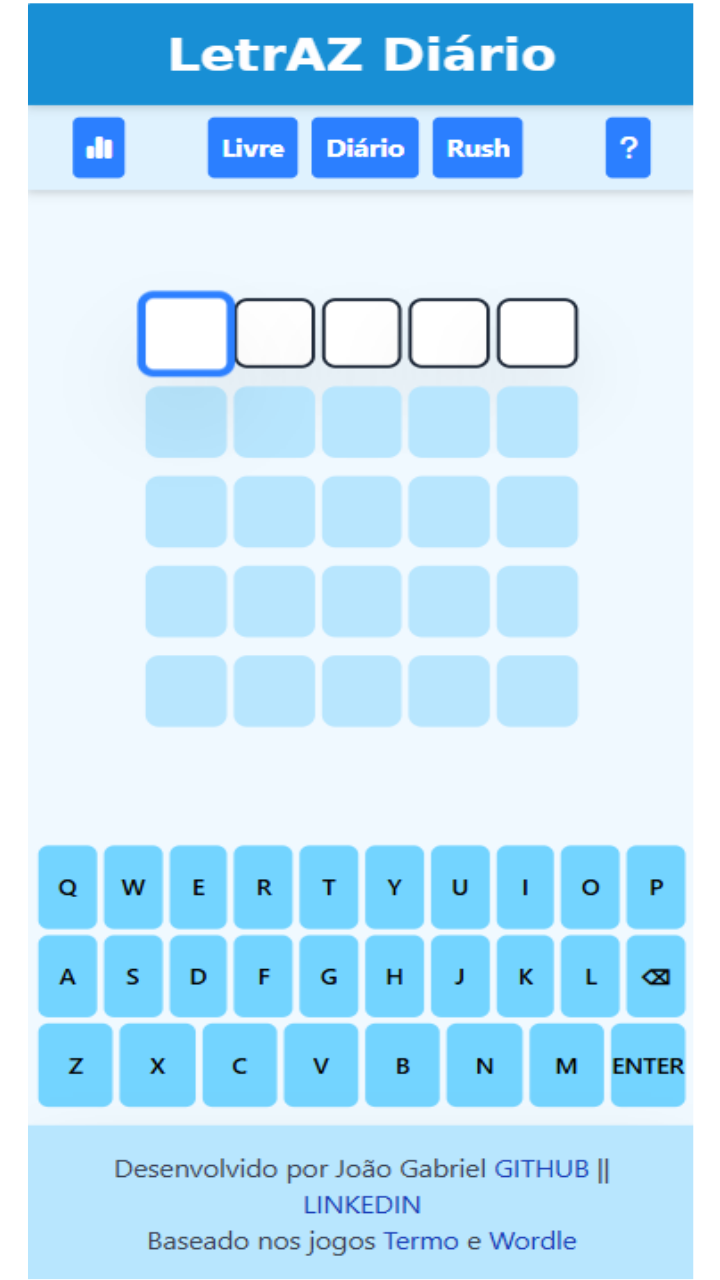 LetrAZ Diário
Livre Diário Rush ?
Q W E R T Y U I O P
A S D F G H J K L ⌫
Z X C V B N M ENTER
Desenvolvido por João Gabriel GITHUB ||
LINKEDIN
Baseado nos jogos Termo e Wordle